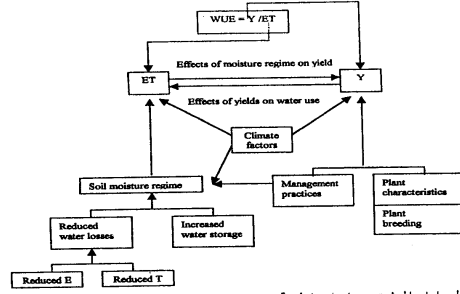 WUE = Y /ET
Effects of moisture regime on yield
ET
Y
Effects of yields on water use
Climate
factors
Soil moisture regime
Management
practices
Plant
characteristics
Plant
breeding
Reduced
water losses
Increased
water storage
Reduced E
Reduced T